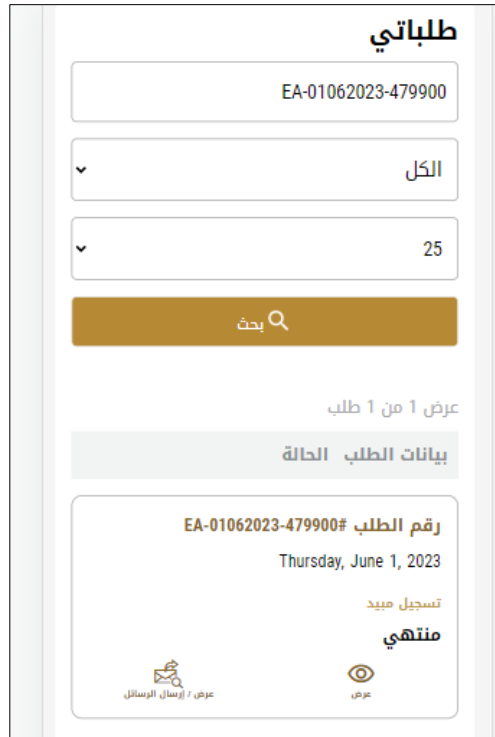 طلباتي
EA-01062023-479900
الكل
25
بحث
عرض 1 من 1 طلب
بيانات الطلب الحالة
رقم الطلب #EA-01062023-479900
Thursday, June 1, 2023
تسجيل مبيد
منتهي
عرض
عرض / إرسال الرسائل